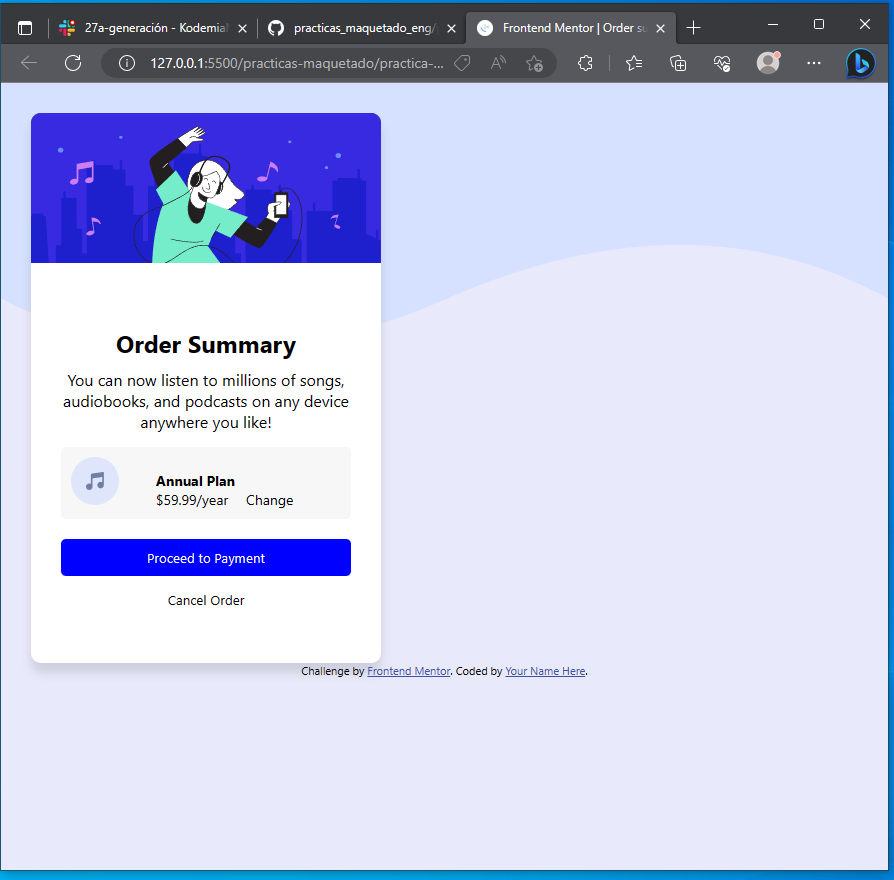 27a-generación - Kodemia
practicas_maquetado_eng/
Frontend Mentor | Order su
127.0.0.1:5500/practicas-maquetado/practica-...
Order Summary
You can now listen to millions of songs,
audiobooks, and podcasts on any device
anywhere you like!
Annual Plan
$59.99/year Change
Proceed to Payment
Cancel Order
Challenge by Frontend Mentor. Coded by Your Name Here.